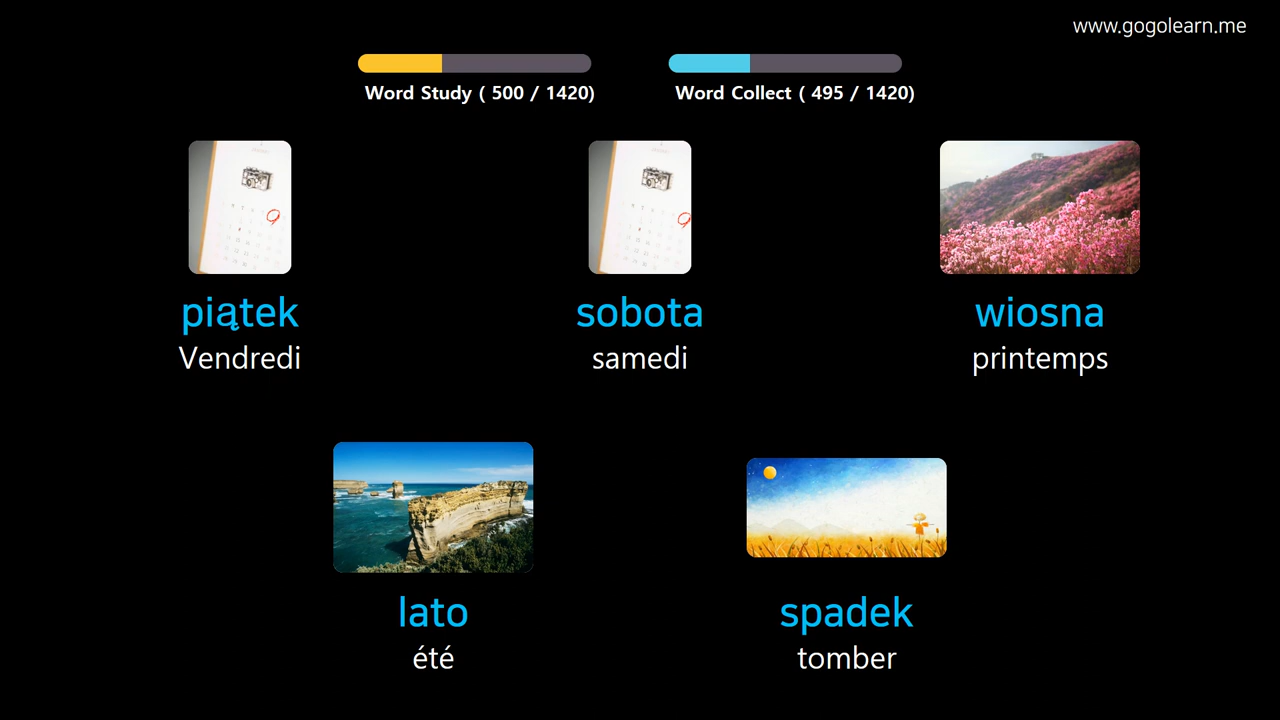 www.gogolearn.me
Word Study ( 500 / 1420)
Word Collect ( 495 / 1420)
piątek
Vendredi
sobota
samedi
wiosna
printemps
lato
été
spadek
tomber